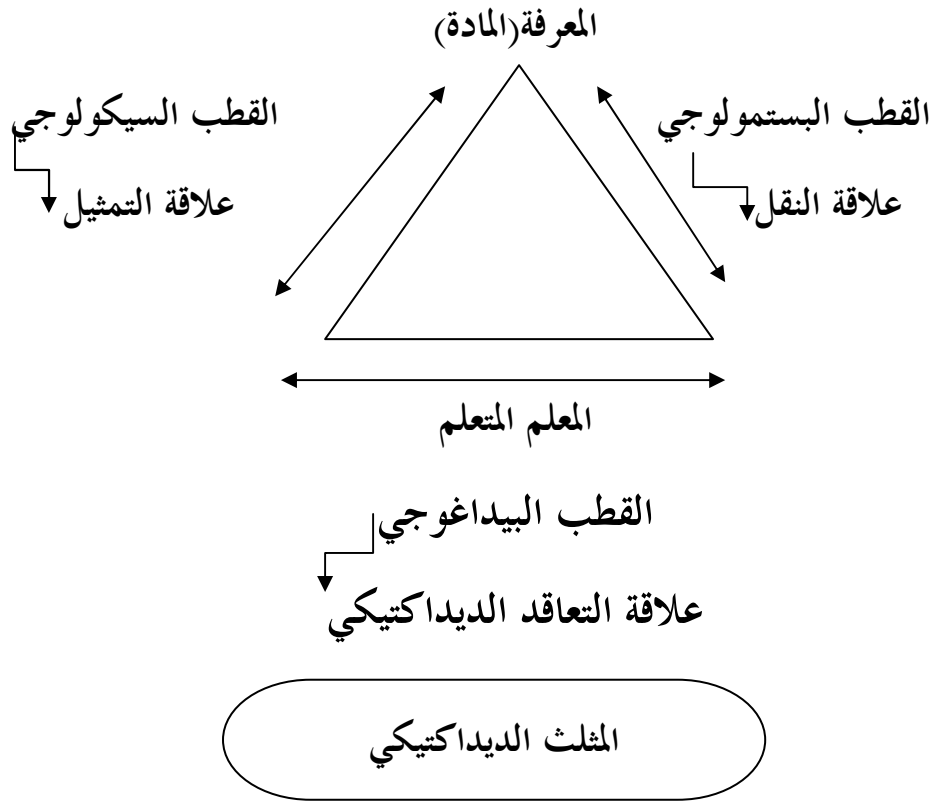 المعرفة(المادة)
القطب البستمولوجي
القطب السيكولوجي
علاقة النقل
علاقة التمثيل
المعلم المتعلم
القطب البيداغوجي
علاقة التعاقد الديداكتيكي
المثلث الديداكتيكي